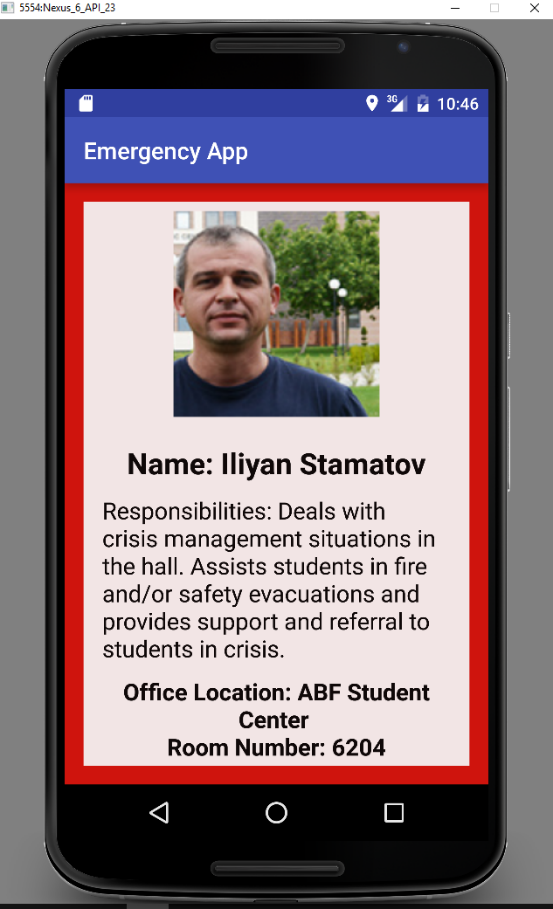 5554:Nexus_6_API_23
3G 10:46
Emergency App
Name: Iliyan Stamatov
Responsibilities: Deals with
crisis management situations in
the hall. Assists students in fire
and/or safety evacuations and
provides support and referral to
students in crisis.
Office Location: ABF Student
Center
Room Number: 6204